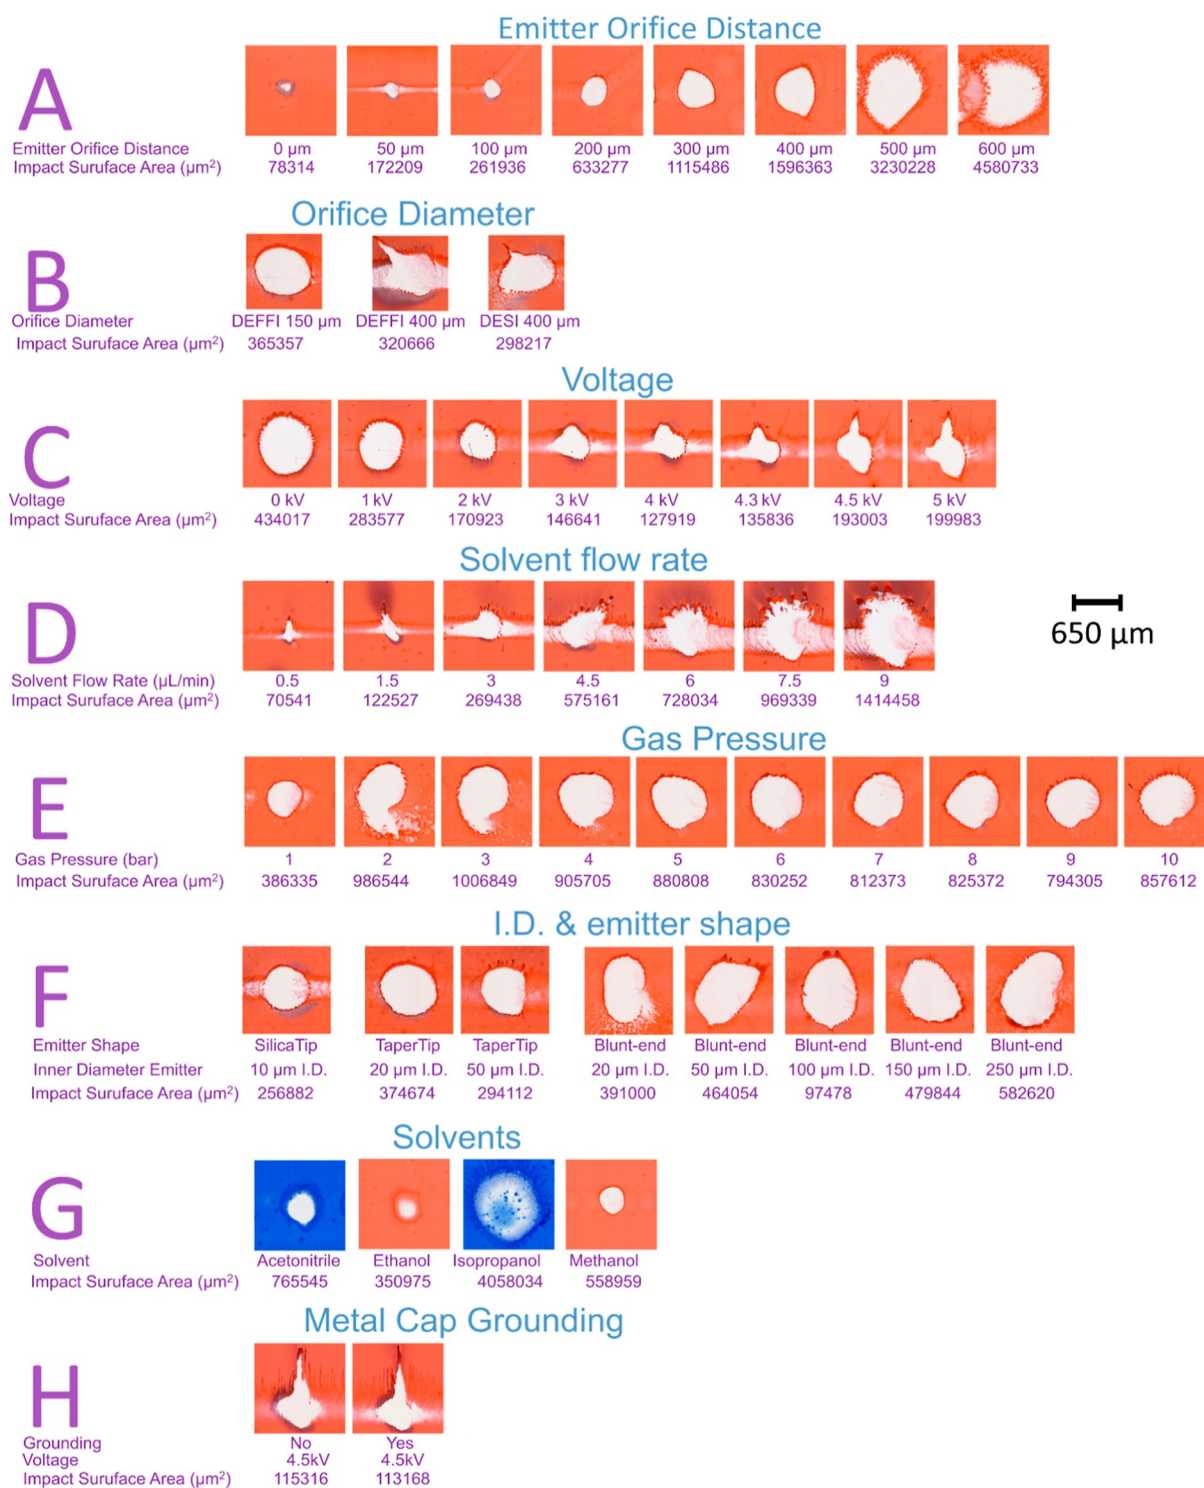 Emitter Orifice Distance
A
Emitter Orifice Distance 0 µm 50 µm 100 µm 200 µm 300 µm 400 µm 500 µm 600 µm
Impact Suruface Area (µm²) 78314 172209 261936 633277 1115486 1596363 3230228 4580733
Orifice Diameter
B
Orifice Diameter DEFFI 150 µm DEFFI 400 µm DESI 400 µm
Impact Suruface Area (µm²) 365357 320666 298217
Voltage
C
Voltage 0 kV 1 kV 2 kV 3 kV 4 kV 4.3 kV 4.5 kV 5 kV
Impact Suruface Area (µm²) 434017 283577 170923 146641 127919 135836 193003 199983
Solvent flow rate
D
650 µm
Solvent Flow Rate (µL/min) 0.5 1.5 3 4.5 6 7.5 9
Impact Suruface Area (µm²) 70541 122527 269438 575161 728034 969339 1414458
Gas Pressure
E
Gas Pressure (bar) 1 2 3 4 5 6 7 8 9 10
Impact Suruface Area (µm²) 386335 986544 1006849 905705 880808 830252 812373 825372 794305 857612
I.D. & emitter shape
F
Emitter Shape SilicaTip TaperTip TaperTip Blunt-end Blunt-end Blunt-end Blunt-end Blunt-end
Inner Diameter Emitter 10 µm I.D. 20 µm I.D. 50 µm I.D. 20 µm I.D. 50 µm I.D. 100 µm I.D. 150 µm I.D. 250 µm I.D.
Impact Suruface Area (µm²) 256882 374674 294112 391000 464054 97478 479844 582620
Solvents
G
Solvent Acetonitrile Ethanol Isopropanol Methanol
Impact Suruface Area (µm²) 765545 350975 4058034 558959
Metal Cap Grounding
H
Grounding No Yes
Voltage 4.5kV 4.5kV
Impact Suruface Area (µm²) 115316 113168